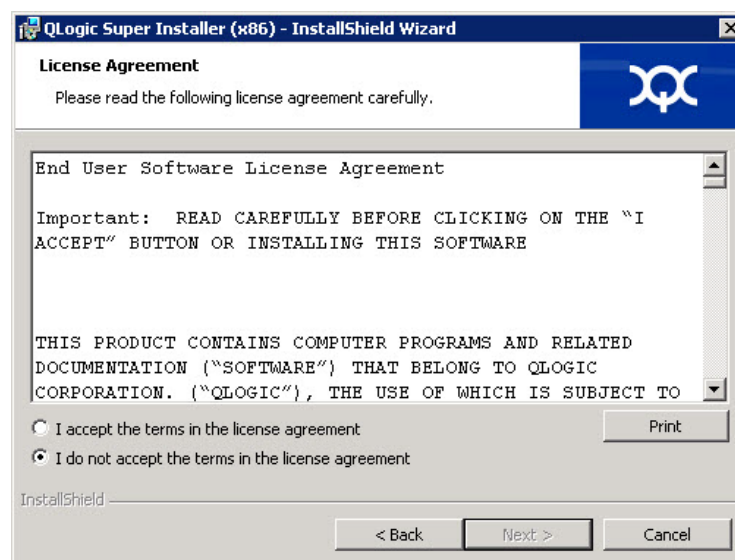 QLogic Super Installer (x86) - InstallShield Wizard
License Agreement
Please read the following license agreement carefully.
End User Software License Agreement
Important:  READ CAREFULLY BEFORE CLICKING ON THE “I
ACCEPT” BUTTON OR INSTALLING THIS SOFTWARE
THIS PRODUCT CONTAINS COMPUTER PROGRAMS AND RELATED
DOCUMENTATION (“SOFTWARE”) THAT BELONG TO QLOGIC
CORPORATION. (“QLOGIC”), THE USE OF WHICH IS SUBJECT TO
I accept the terms in the license agreement
Print
I do not accept the terms in the license agreement
InstallShield
< Back
Next >
Cancel